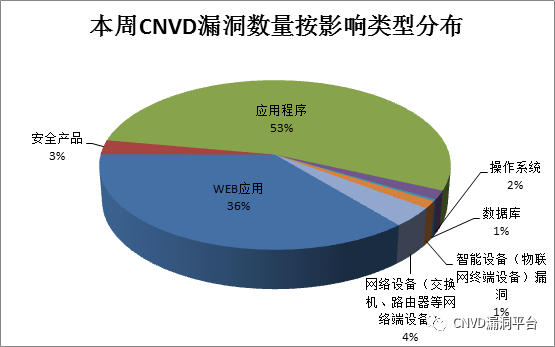 本周CNVD漏洞数量按影响类型分布
应用程序
53%
安全产品
3%
WEB应用
36%
操作系统
2%
数据库
1%
智能设备（物联
网终端设备）漏
洞
1%
网络设备（交换
机、路由器等网
络端设备）
4%
CNVD漏洞平台